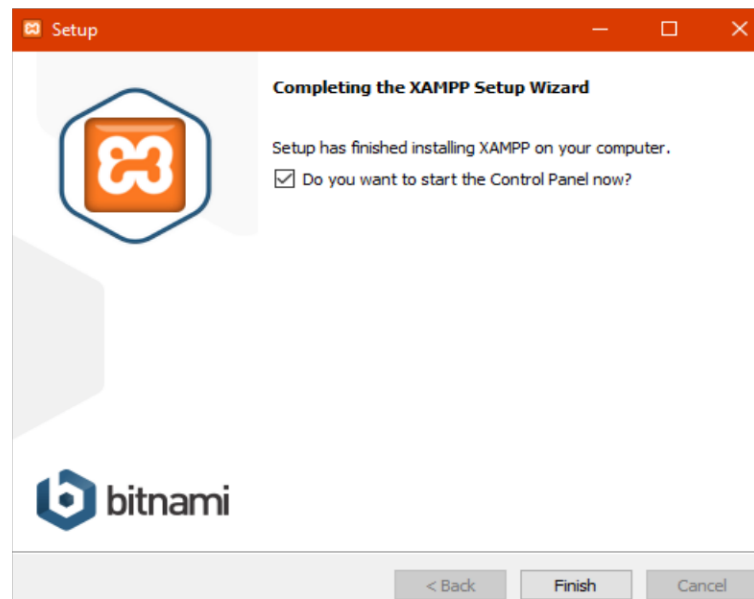 Setup
Completing the XAMPP Setup Wizard
Setup has finished installing XAMPP on your computer.
Do you want to start the Control Panel now?
bitnami
< Back Finish Cancel